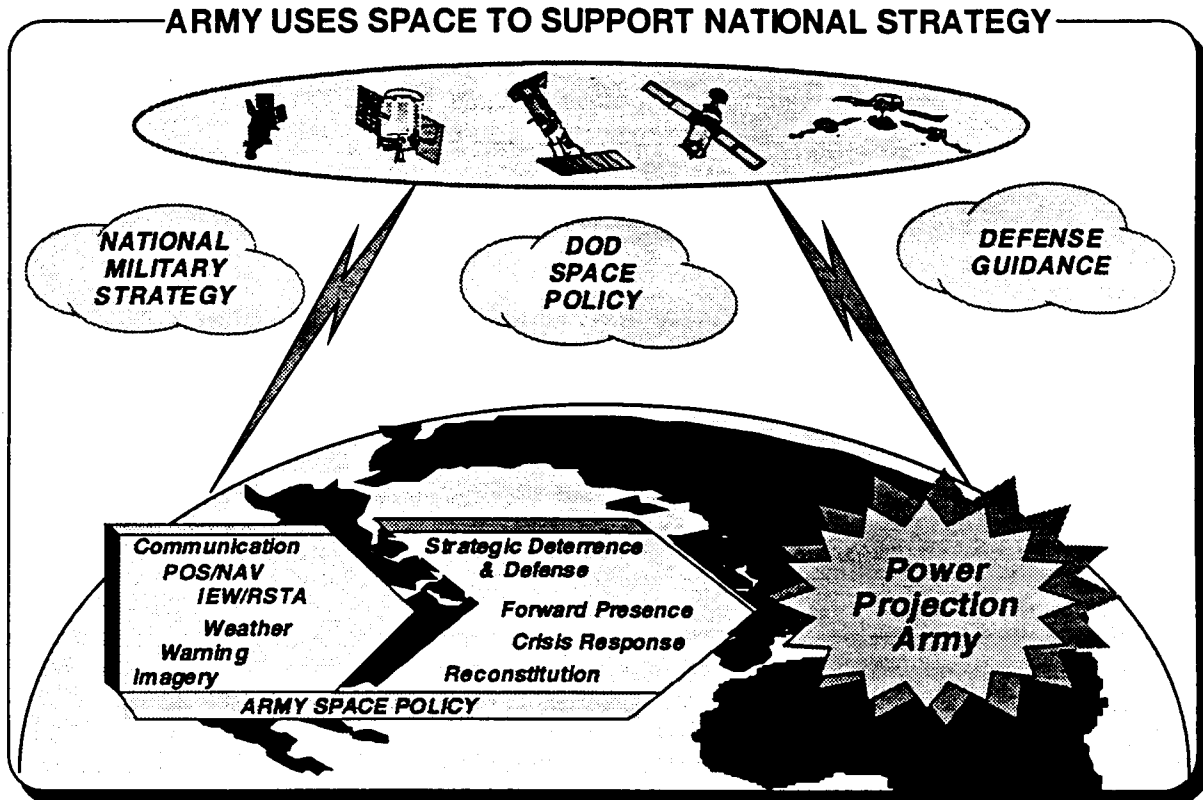 ARMY USES SPACE TO SUPPORT NATIONAL STRATEGY
NATIONAL
MILITARY
STRATEGY
DOD
SPACE
POLICY
DEFENSE
GUIDANCE
Communication
POS/NAV
IEW/RSTA
Weather
Warning
Imagery
Strategic Deterrence
& Defense
Forward Presence
Crisis Response
Reconstitution
ARMY SPACE POLICY
Power
Projection
Army